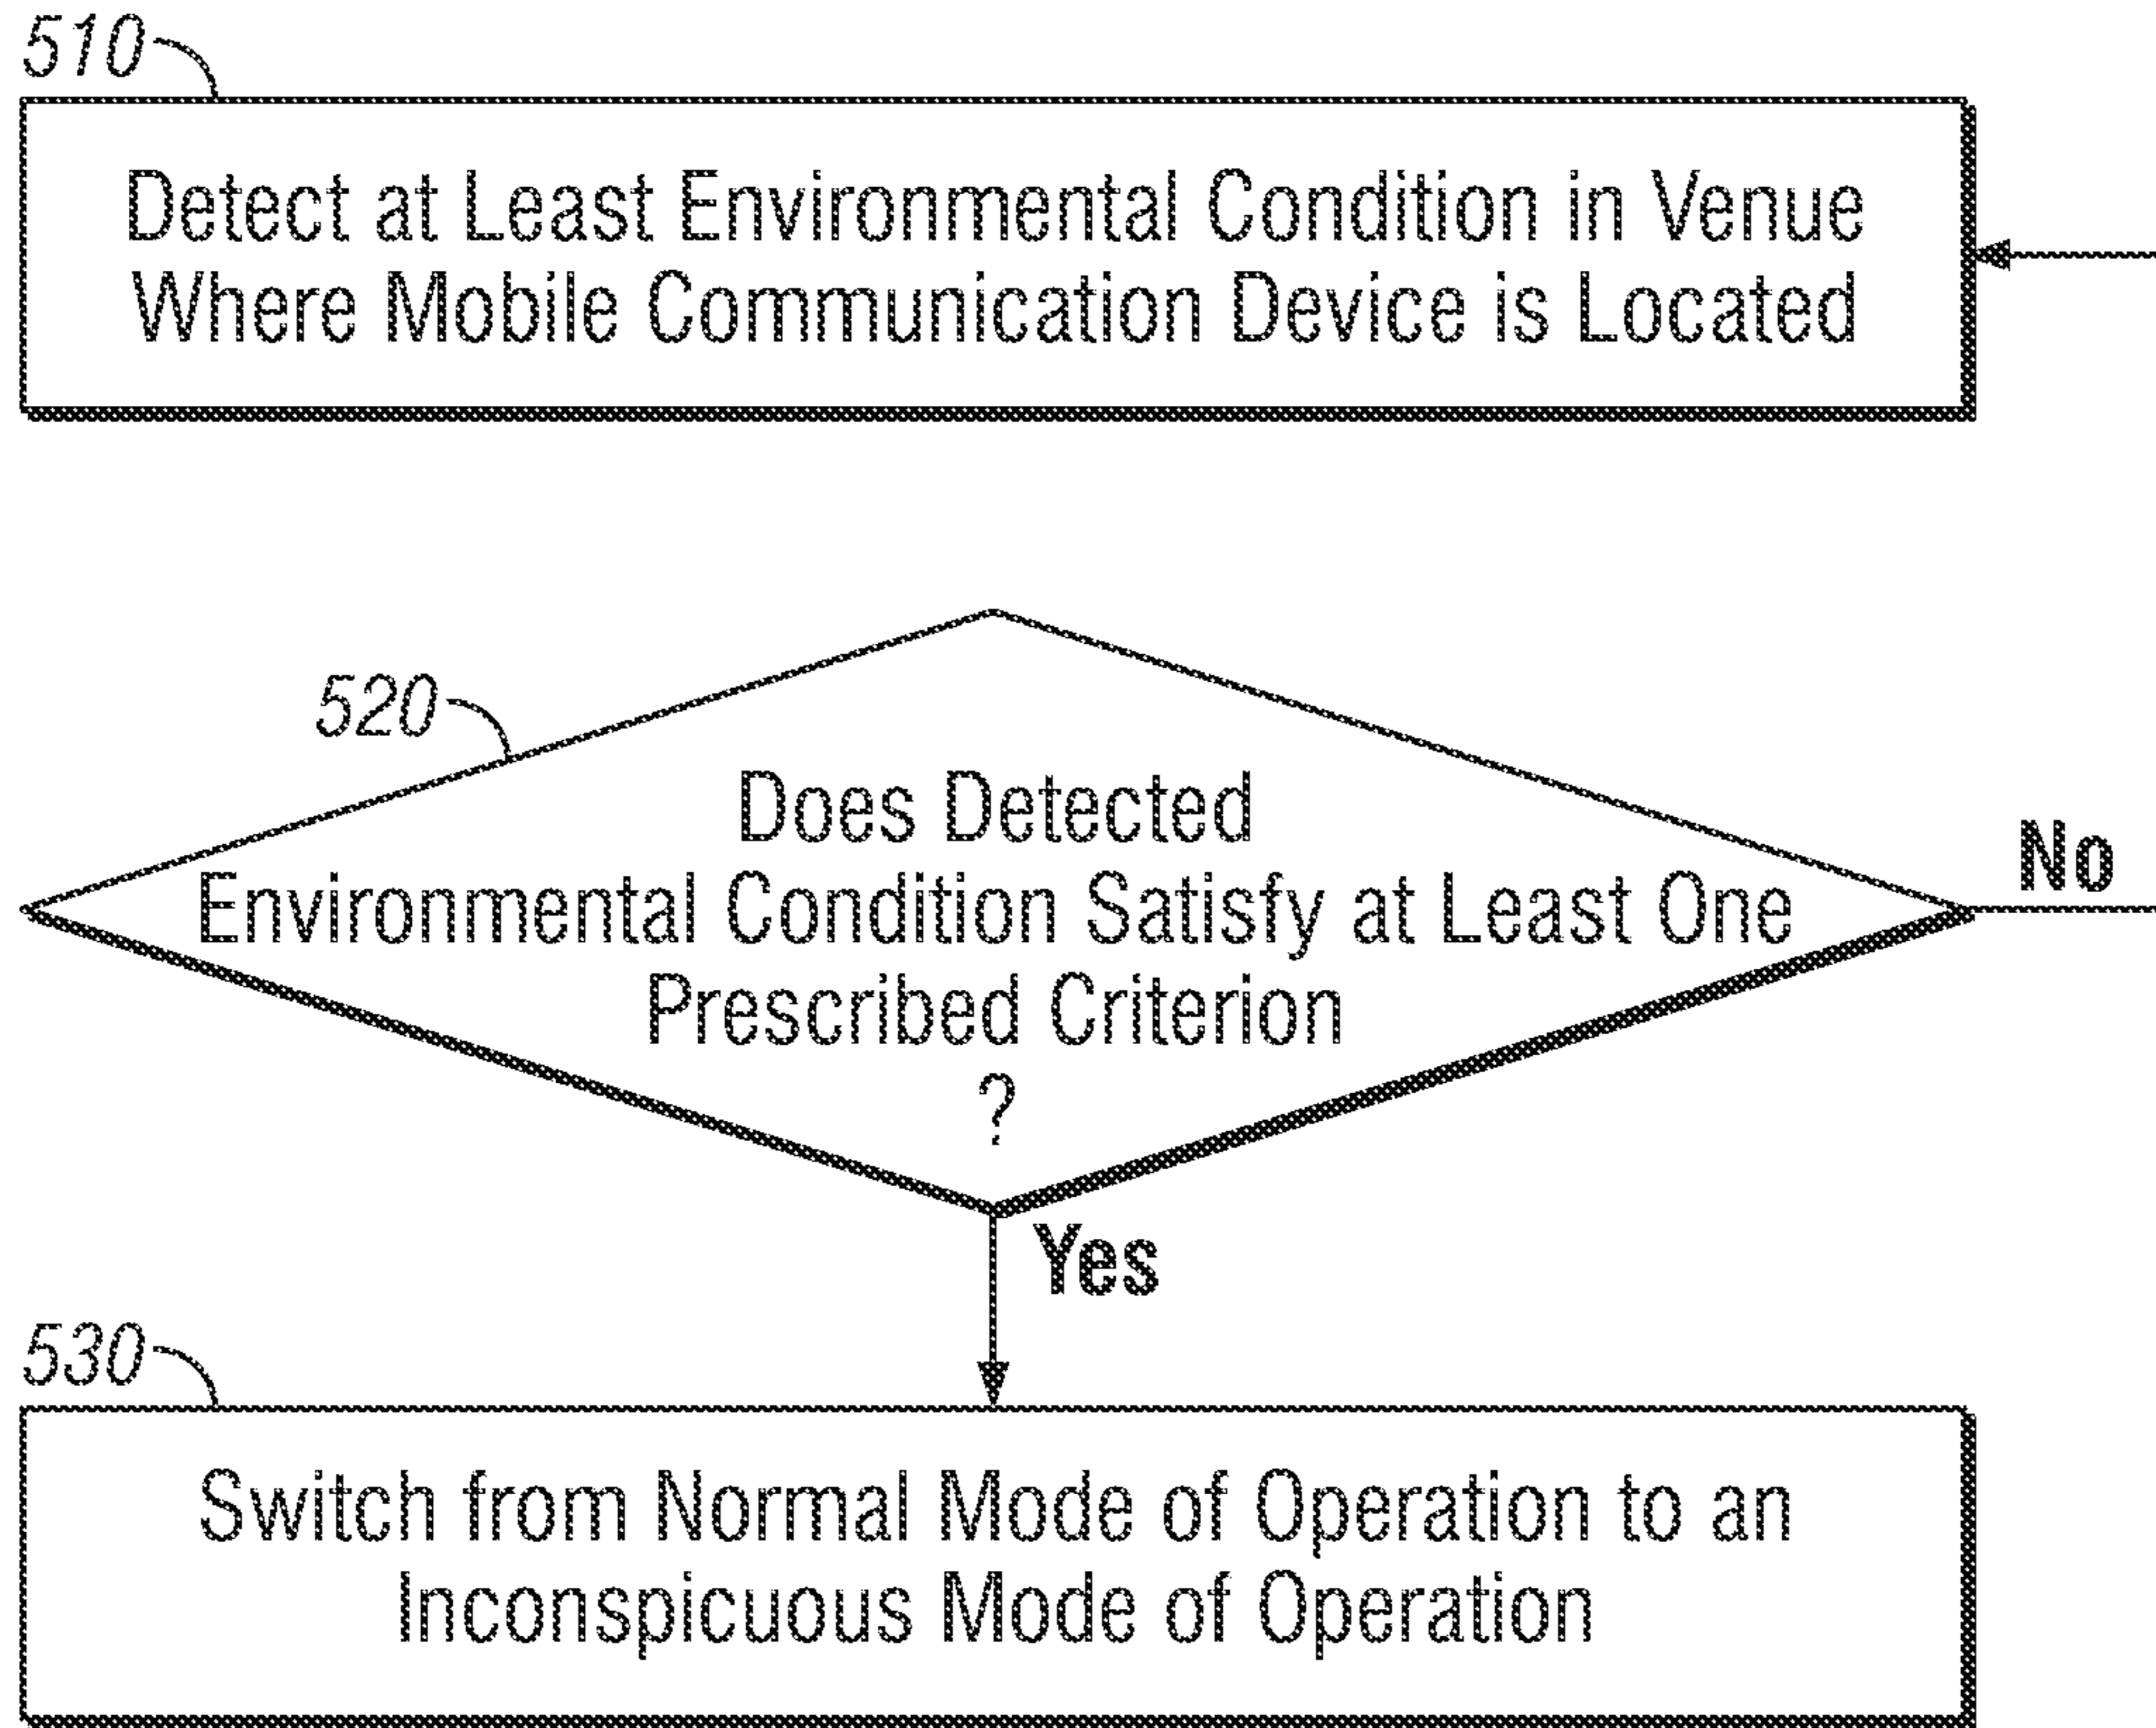 510
Detect at Least Environmental Condition in Venue
Where Mobile Communication Device is Located
520
Does Detected
Environmental Condition Satisfy at Least One
Prescribed Criterion
?
No
Yes
530
Switch from Normal Mode of Operation to an
Inconspicuous Mode of Operation